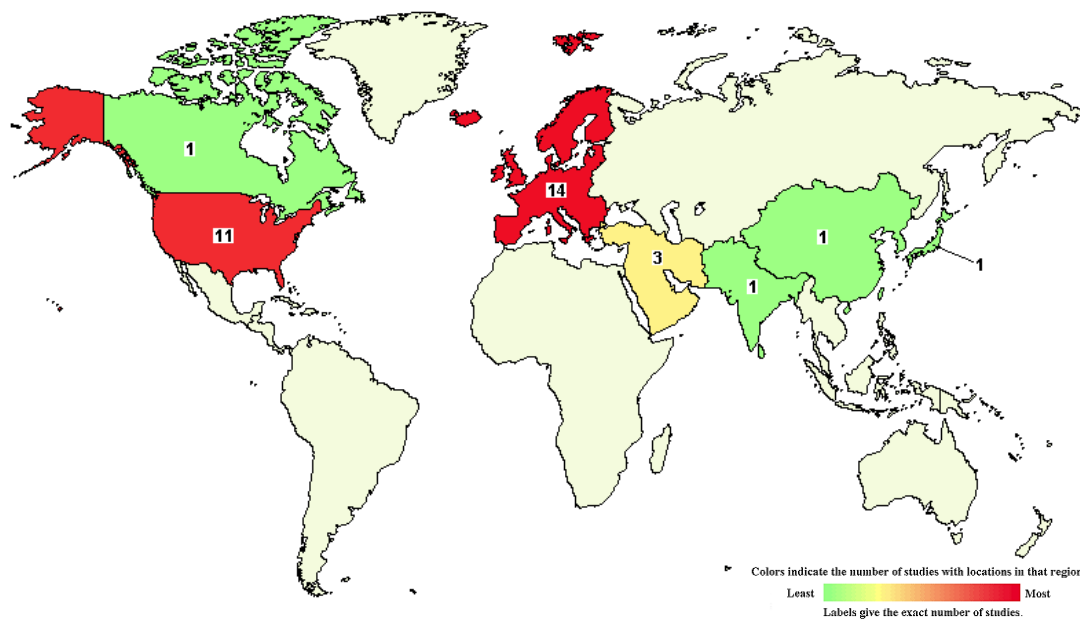 1
14
11
1
3
1
1
Colors indicate the number of studies with locations in that region
Least Most
Labels give the exact number of studies.